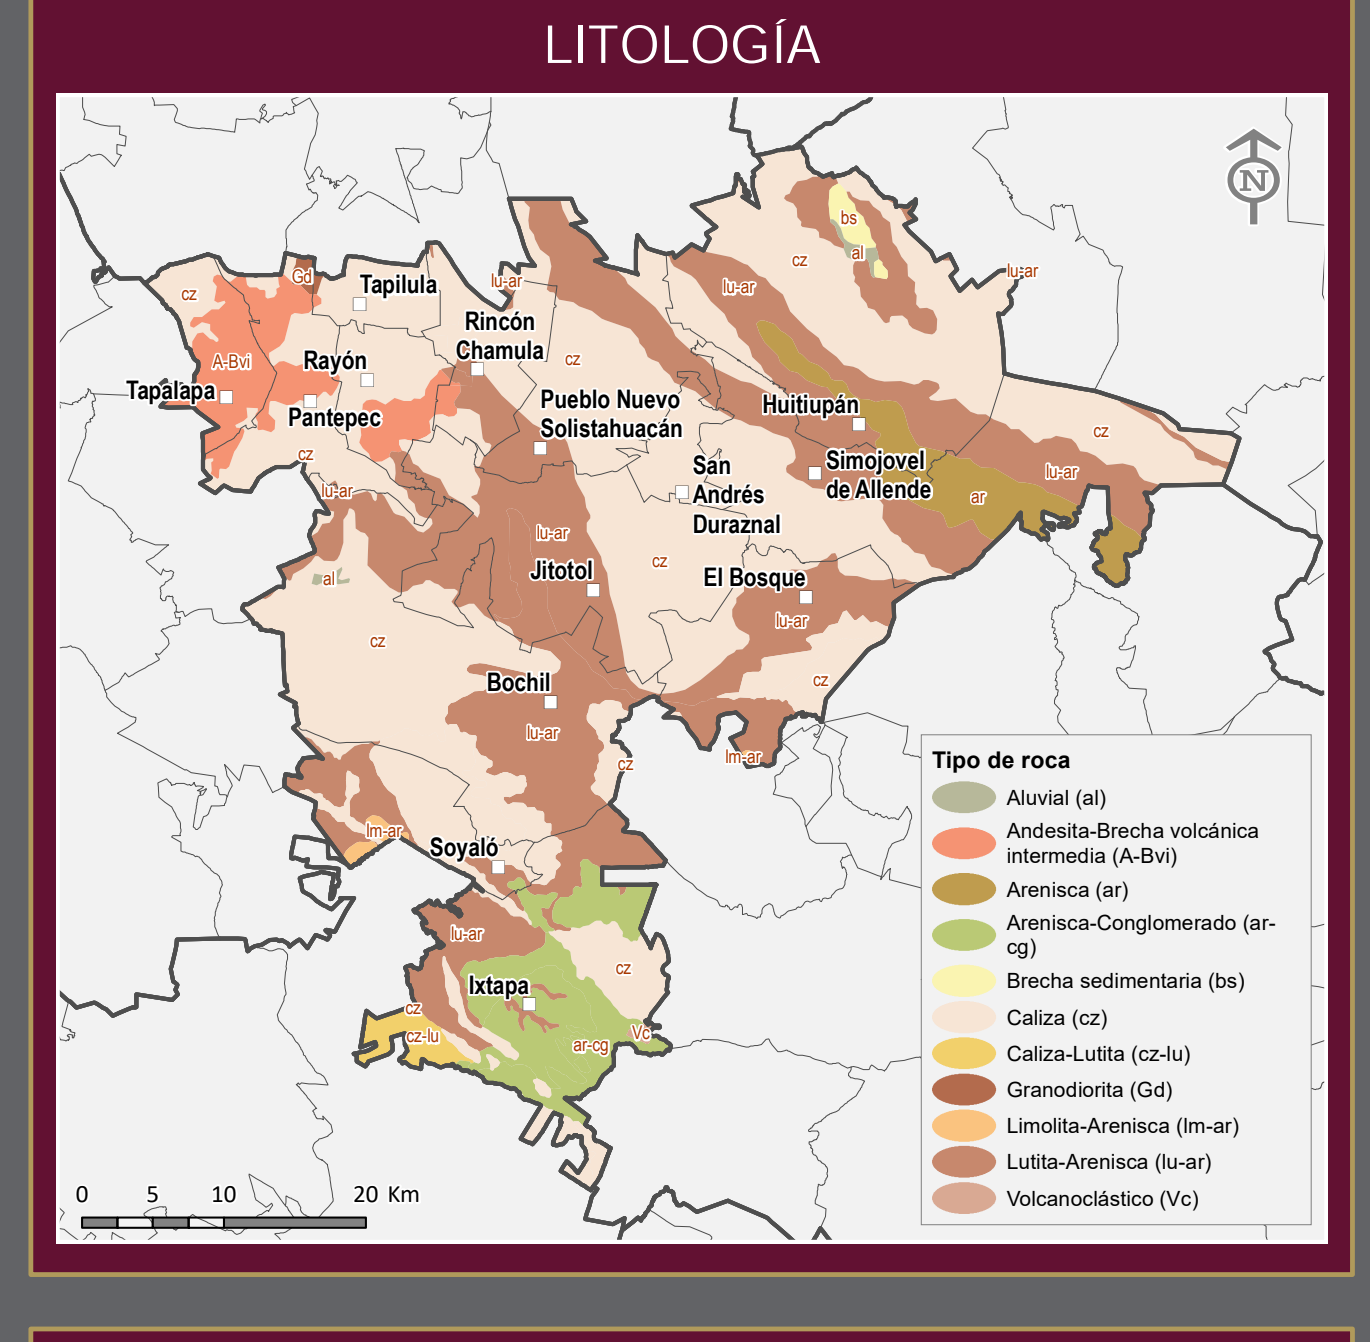 LITOLOGÍA
N
bs
al
cz
lu-ar
lu-ar
lu-ar
Gd
Tapilula
cz
Rincón
Chamula
A-Bvi
Rayón
cz
Tapalapa
Pantepec
Pueblo Nuevo
Solistahuacán
Huitiupán
cz
cz
San
Andrés
Duraznal
Simojovel
de Allende
lu-ar
ar
lu-ar
lu-ar
cz
Jitotol
El Bosque
al
lu-ar
cz
Bochil
cz
lu-ar
cz
lm-ar
lm-ar
Soyaló
lu-ar
cz
Ixtapa
cz
cz-lu
Vc
ar-cg
Tipo de roca
Aluvial (al)
Andesita-Brecha volcánica
intermedia (A-Bvi)
Arenisca (ar)
Arenisca-Conglomerado (ar-
cg)
Brecha sedimentaria (bs)
Caliza (cz)
Caliza-Lutita (cz-lu)
Granodiorita (Gd)
Limolita-Arenisca (lm-ar)
Lutita-Arenisca (lu-ar)
Volcanoclástico (Vc)
0 5 10 20 Km